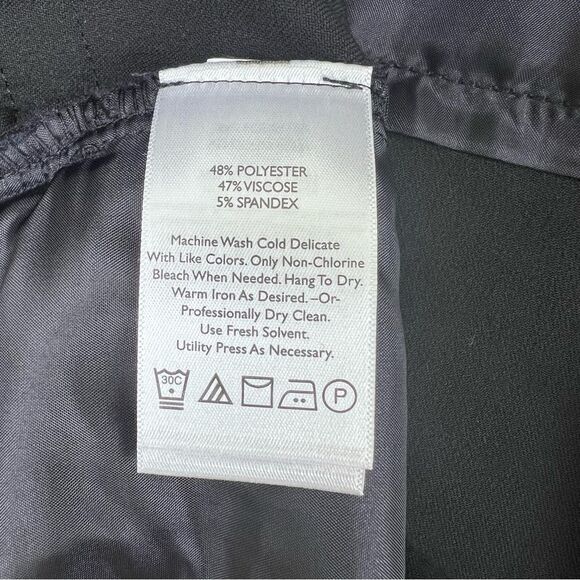 48% POLYESTER
47% VISCOSE
5% SPANDEX
Machine Wash Cold Delicate
With Like Colors. Only Non-Chlorine
Bleach When Needed. Hang To Dry.
Warm Iron As Desired. –Or–
Professionally Dry Clean.
Use Fresh Solvent.
Utility Press As Necessary.
30C P